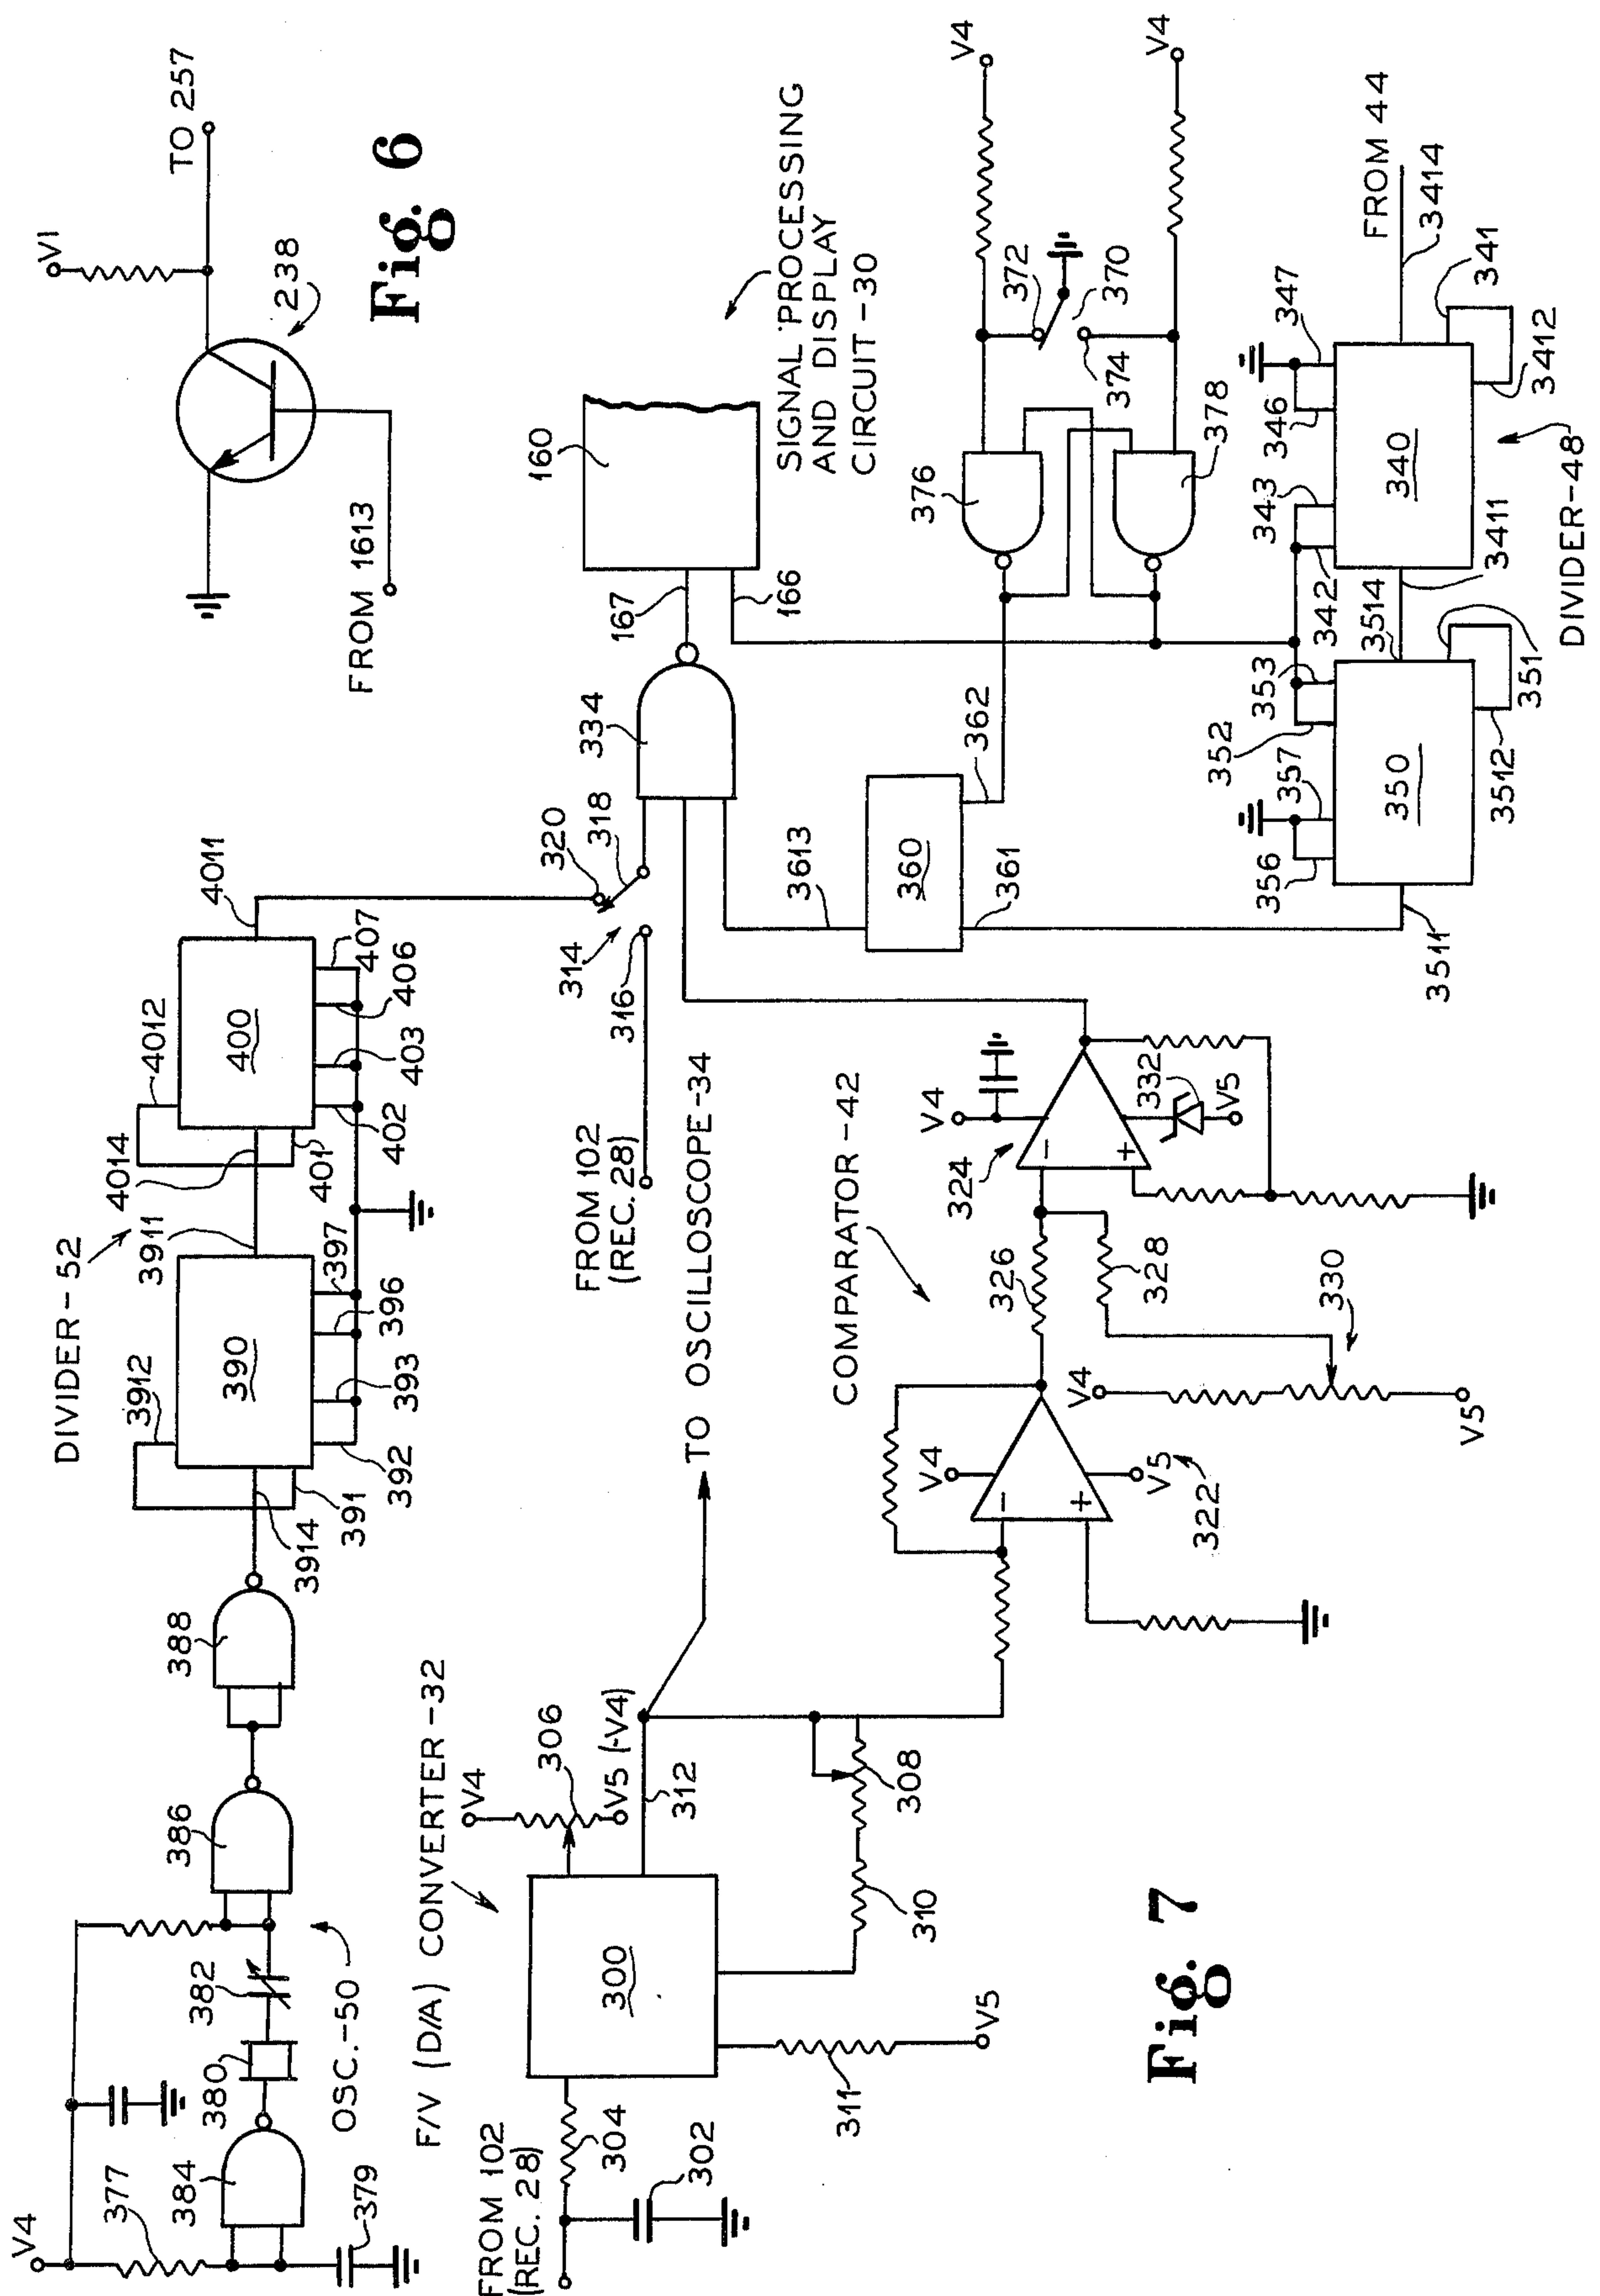 V1
TO 257
238
FROM 1613
Fig. 6
V4
377
384
379
380
382
OSC.-50
386
388
DIVIDER-52
3914
391
3912
390
392
393
396
397
3911
4014
401
4012
400
402
403
406
407
4011
F/V (D/A) CONVERTER-32
FROM 102
(REC. 28)
304
302
300
311
V5
V4
306
V5 (-V4)
312
308
310
TO OSCILLOSCOPE-34
FROM 102
(REC. 28)
314
316
318
320
334
167
166
160
SIGNAL PROCESSING
AND DISPLAY
CIRCUIT-30
COMPARATOR-42
V4
V5
322
-
+
326
328
V4
330
V5
324
V4
-
+
332
V5
3613
360
361
362
376
378
V4
V4
372
370
374
3511
356
357
350
352
353
3512
351
3514
3411
342
343
340
346
347
3412
341
FROM 44
3414
DIVIDER-48
Fig. 7